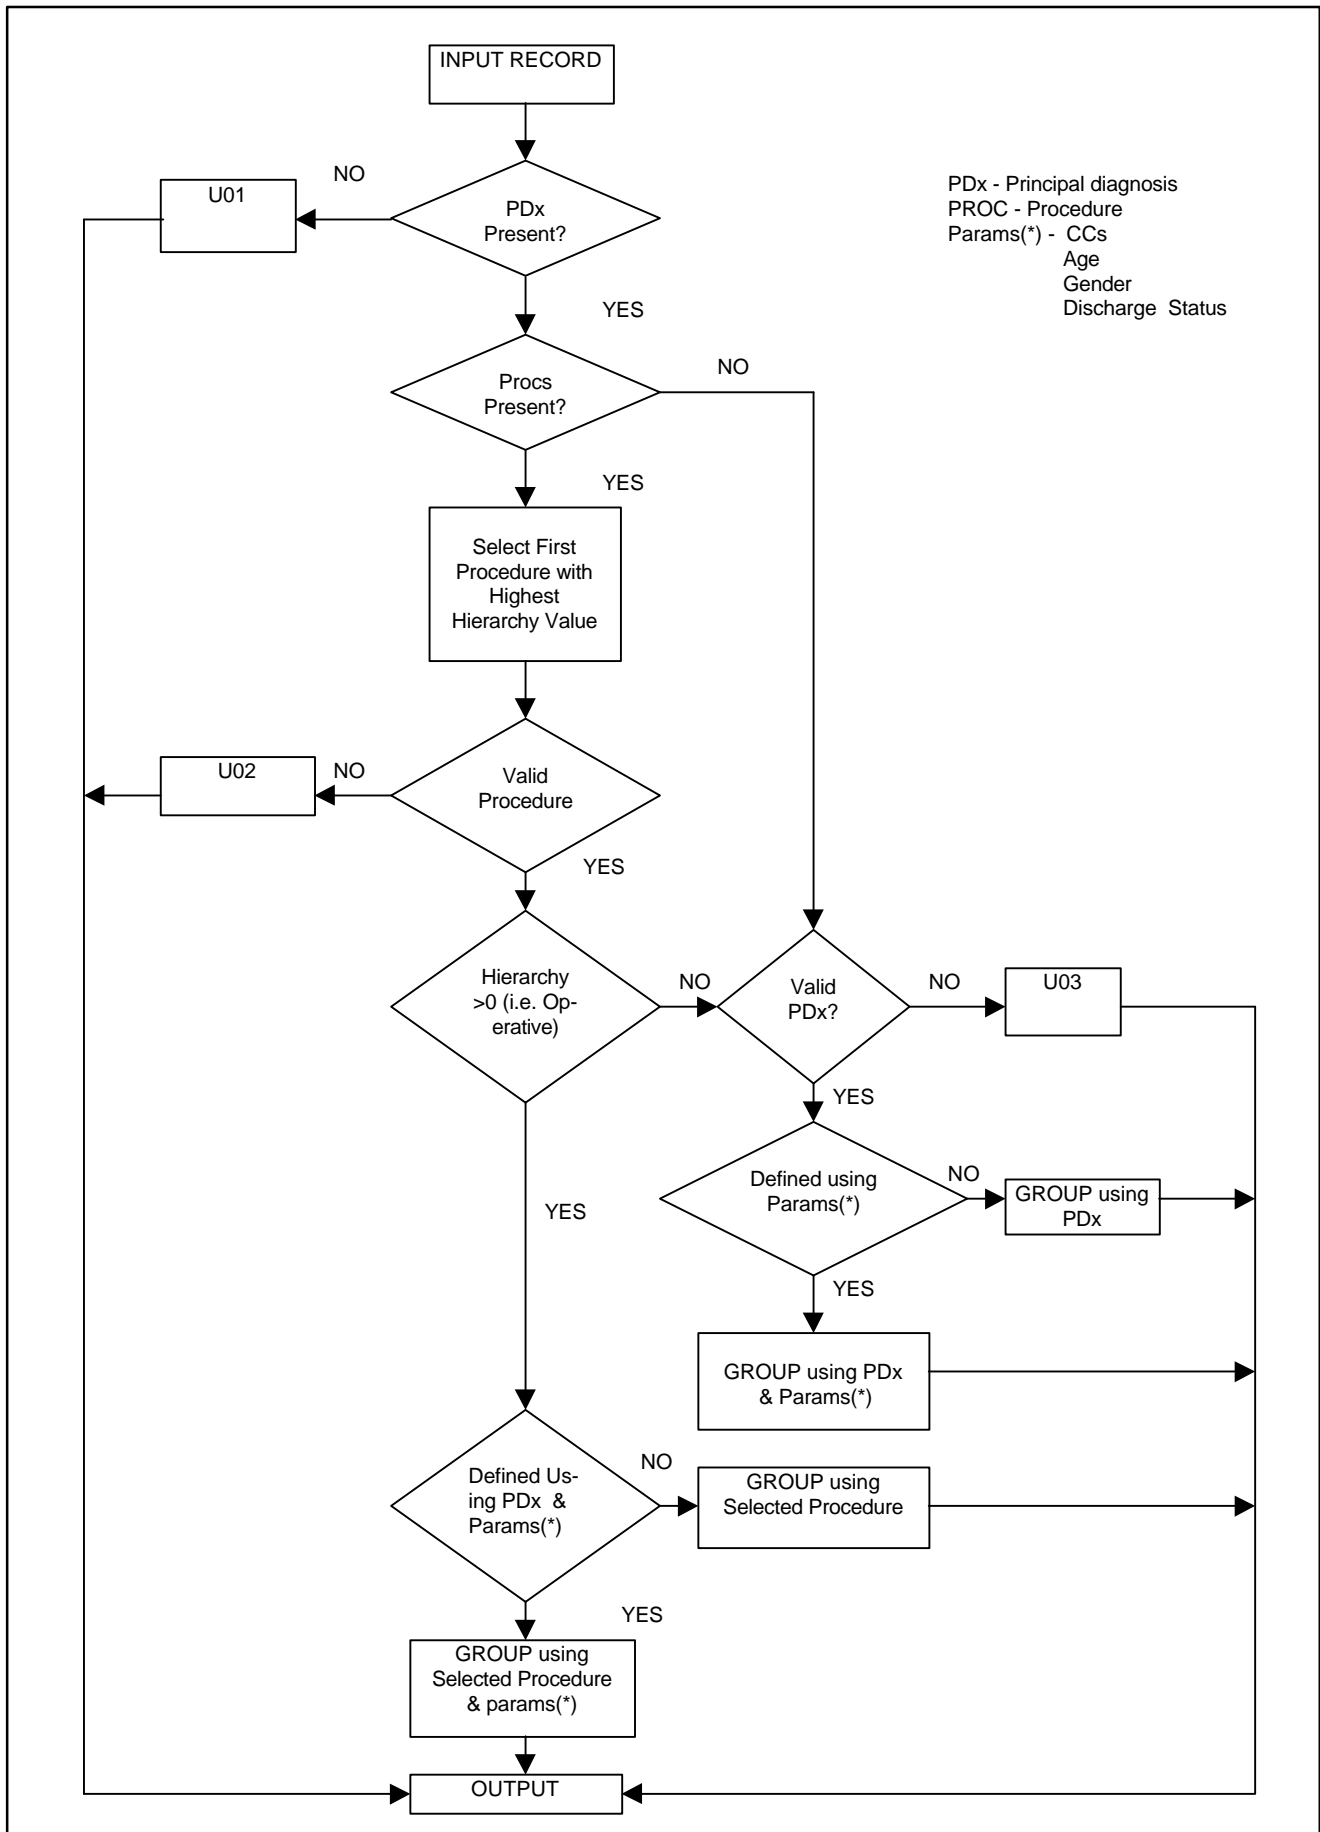 INPUT RECORD
NO
U01
PDx
Present?
PDx - Principal diagnosis
PROC - Procedure
Params(*) - CCs
Age
Gender
Discharge Status
YES
Procs
Present?
NO
YES
Select First
Procedure with
Highest
Hierarchy Value
U02
NO
Valid
Procedure
YES
Hierarchy
>0 (i.e. Op-
erative)
NO
Valid
PDx?
NO
U03
YES
Defined using
Params(*)
NO
GROUP using
PDx
YES
YES
GROUP using PDx
& Params(*)
Defined Us-
ing PDx & 
Params(*)
NO
GROUP using
Selected Procedure
YES
GROUP using
Selected Procedure
& params(*)
OUTPUT